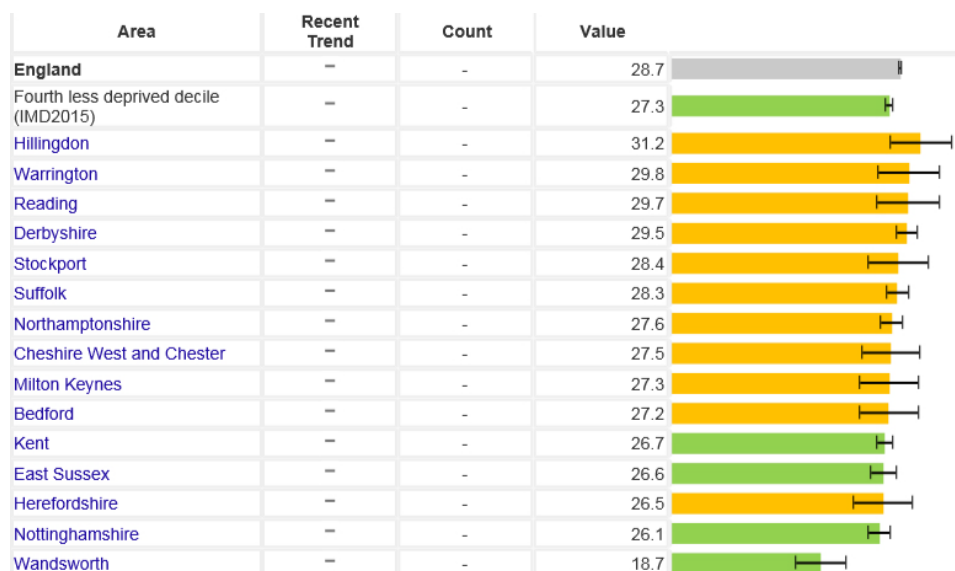 Area Recent Trend Count Value
England – - 28.7
Fourth less deprived decile
(IMD2015) – - 27.3
Hillingdon – - 31.2
Warrington – - 29.8
Reading – - 29.7
Derbyshire – - 29.5
Stockport – - 28.4
Suffolk – - 28.3
Northamptonshire – - 27.6
Cheshire West and Chester – - 27.5
Milton Keynes – - 27.3
Bedford – - 27.2
Kent – - 26.7
East Sussex – - 26.6
Herefordshire – - 26.5
Nottinghamshire – - 26.1
Wandsworth – - 18.7